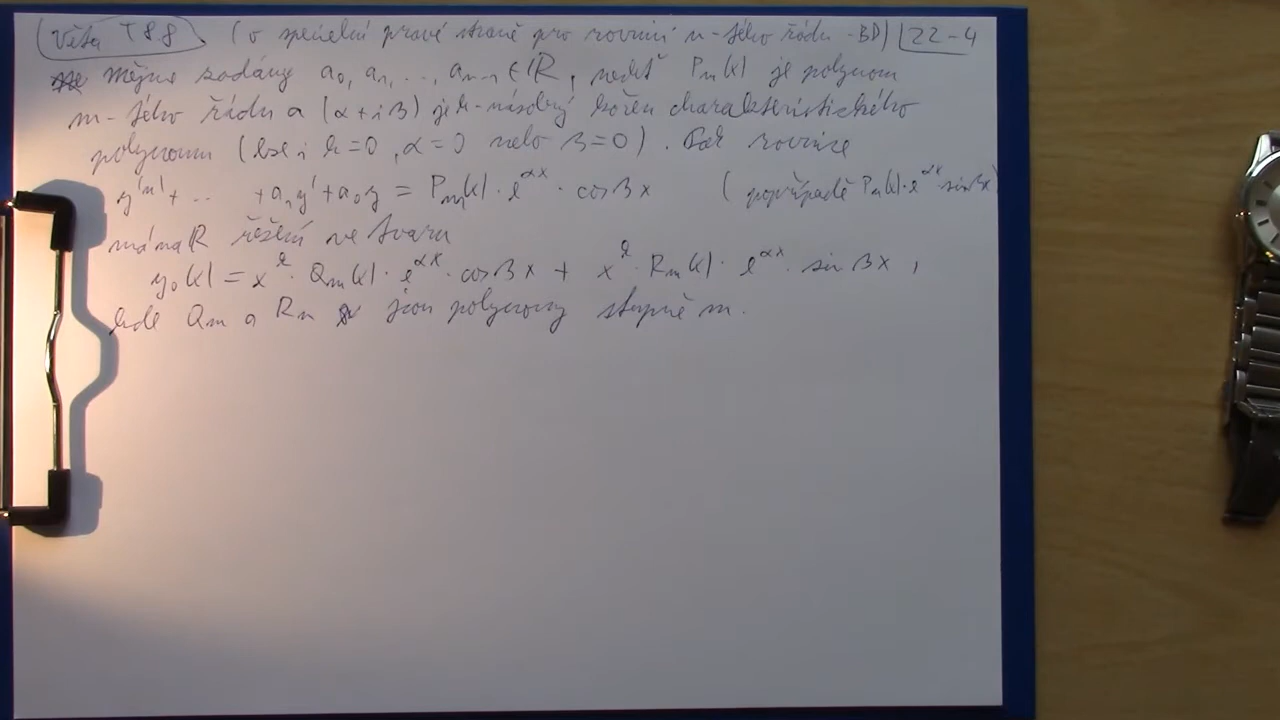 Věta T8.8 (o speciální pravé straně pro rovnini n-tého řádu -BD) 22-4
Mějme zadány a₀, a₁, ..., aₙ₋₁ ∈ ℝ, nechť Pₘ(x) je polynom
m-tého řádu a (α+iβ) je k-násobný kořen charakteristického
polynomu (lze i k=0, α=0 nebo β=0). Pak rovnice
y⁽ⁿ⁾ + ... + a₁y' + a₀y = Pₘ(x) · e^{αx} · cos βx (popřípadě Pₘ(x) · e^{αx} sin βx)
má na ℝ řešení ve tvaru
y₀(x) = x^k · Qₘ(x) · e^{αx} · cos βx + x^k · Rₘ(x) · e^{αx} · sin βx ,
kde Qₘ a Rₘ jsou polynomy stupně m.